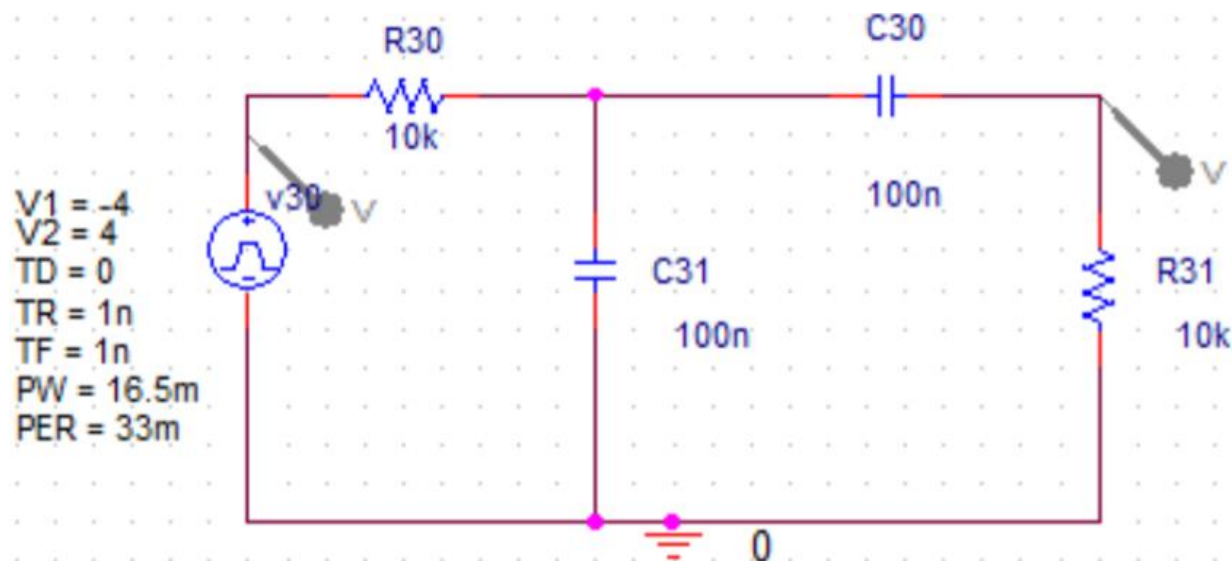 R30
C30
10k
v30
V
V
100n
V1 = -4
V2 = 4
TD = 0
TR = 1n
TF = 1n
PW = 16.5m
PER = 33m
C31
100n
R31
10k
0